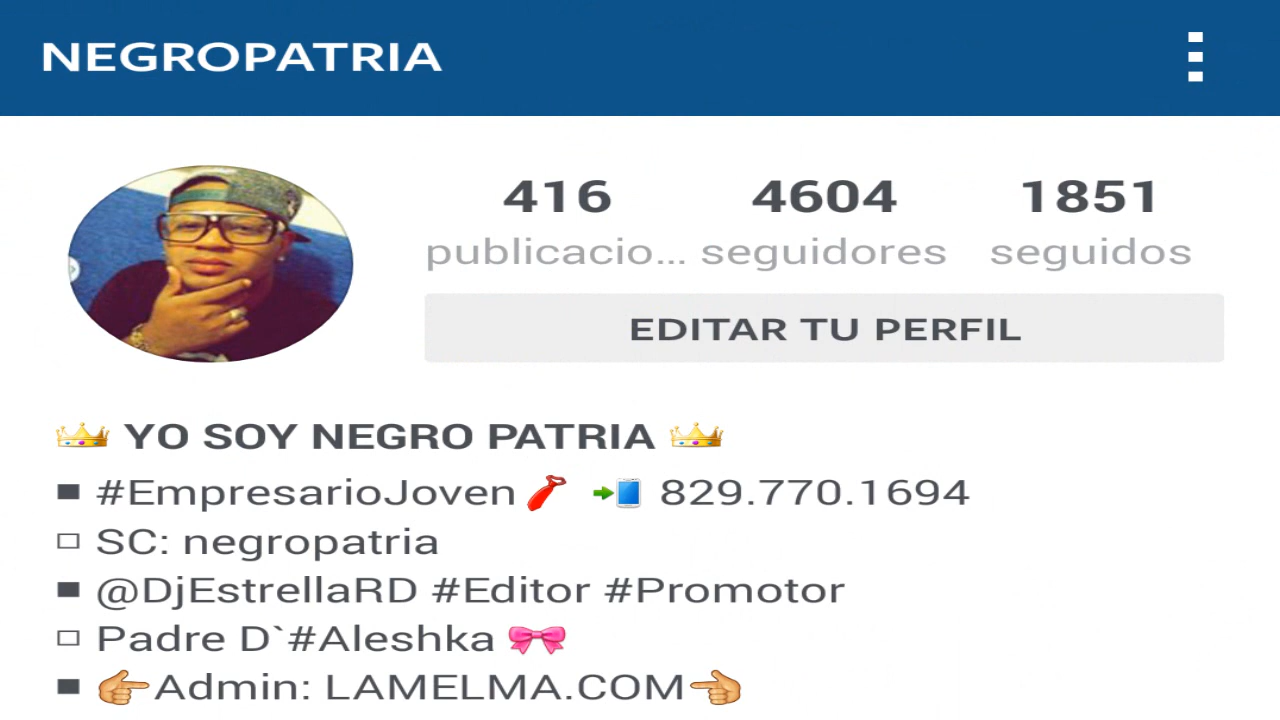 NEGROPATRIA
416 4604 1851
publicacio... seguidores seguidos
EDITAR TU PERFIL
👑 YO SOY NEGRO PATRIA 👑
■ #EmpresarioJoven👔 📲 829.770.1694
□ SC: negropatria
■ @DjEstrellaRD #Editor #Promotor
□ Padre D`#Aleshka 🎀
■ 👉Admin: LAMELMA.COM👈